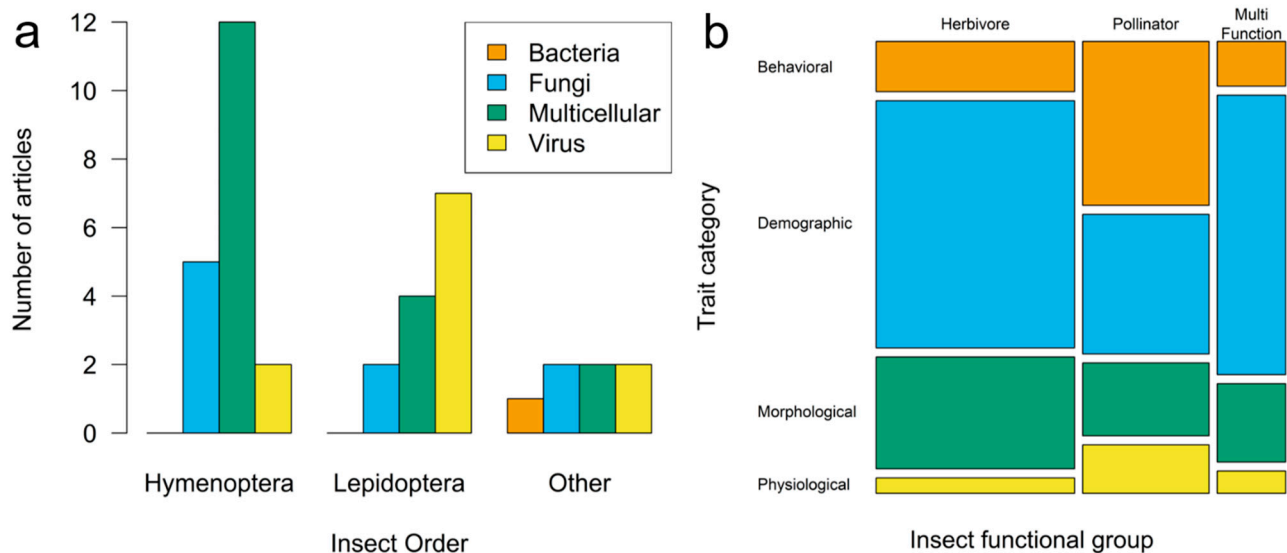 a
Number of articles
12
10
8
6
4
2
0
Bacteria
Fungi
Multicellular
Virus
Hymenoptera
Lepidoptera
Other
Insect Order
b
Herbivore
Pollinator
Multi
Function
Trait category
Behavioral
Demographic
Morphological
Physiological
Insect functional group